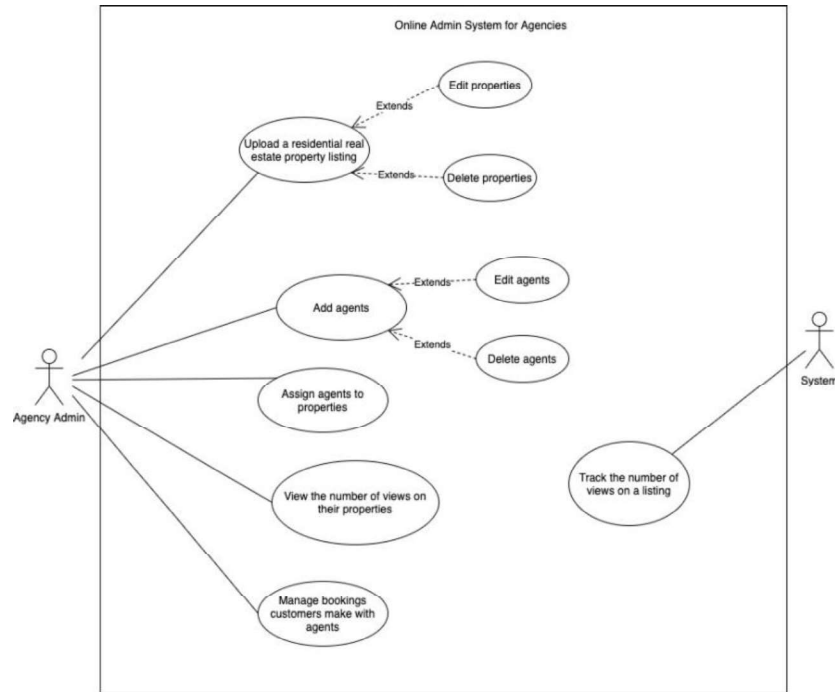 Online Admin System for Agencies
Edit properties
Extends
Upload a residential real
estate property listing
Extends
Delete properties
Extends
Edit agents
Add agents
Extends
Delete agents
Agency Admin
System
Assign agents to
properties
Track the number of
views on a listing
View the number of views on
their properties
Manage bookings
customers make with
agents